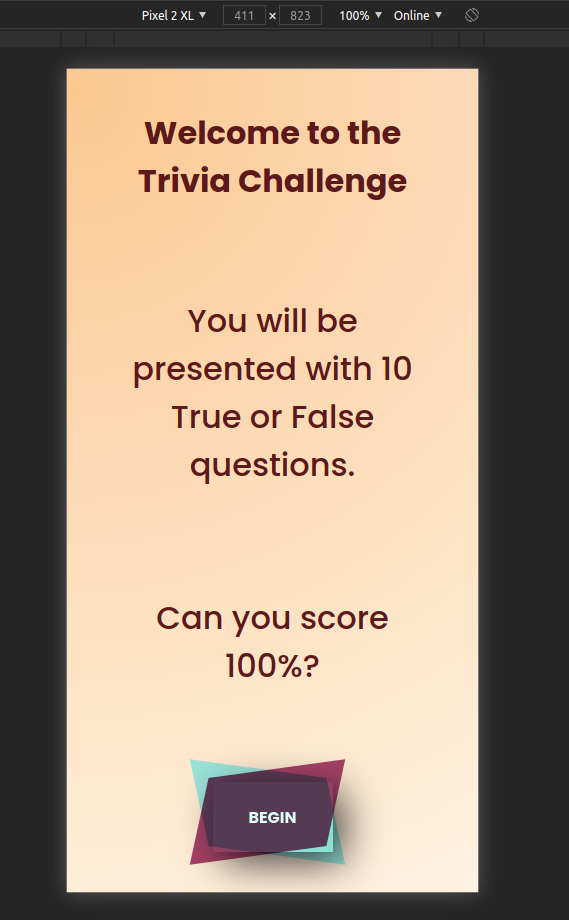 Pixel 2 XL 411 × 823 100% Online
Welcome to the
Trivia Challenge
You will be
presented with 10
True or False
questions.
Can you score
100%?
BEGIN